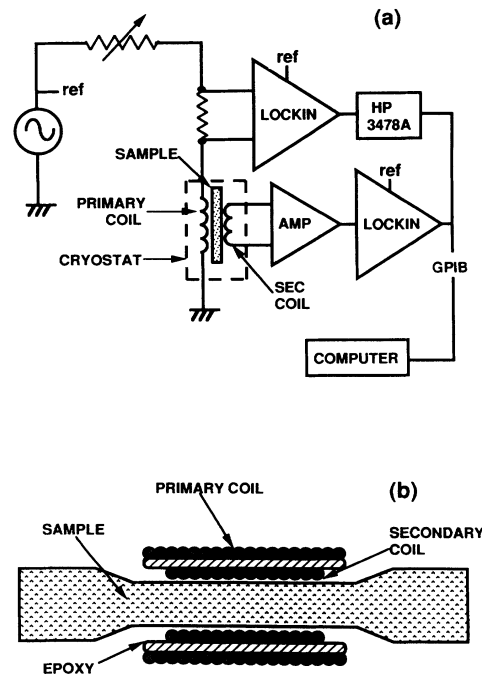 (a)
ref
ref
LOCKIN
HP
3478A
SAMPLE
ref
PRIMARY
COIL
AMP
LOCKIN
CRYOSTAT
SEC
COIL
GPIB
COMPUTER
(b)
PRIMARY COIL
SAMPLE
SECONDARY
COIL
EPOXY